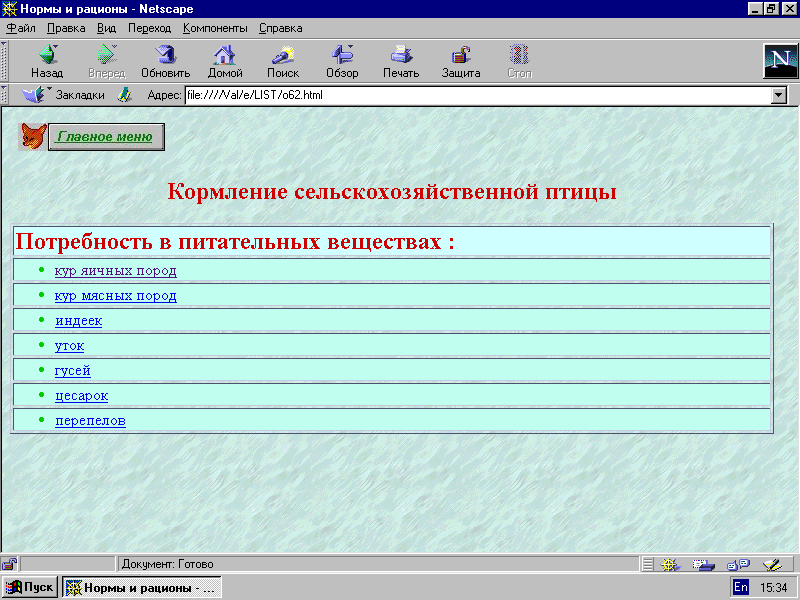 Нормы и рационы - Netscape
Файл Правка Вид Переход Компоненты Справка
Назад Вперед Обновить Домой Поиск Обзор Печать Защита Стоп
N
Закладки Адрес: file:////Val/e/LIST/o62.html
Главное меню
Кормление сельскохозяйственной птицы
Потребность в питательных веществах :
кур яичных пород
кур мясных пород
индеек
уток
гусей
цесарок
перепелов
Документ: Готово
Пуск Нормы и рационы - ... En 15:34